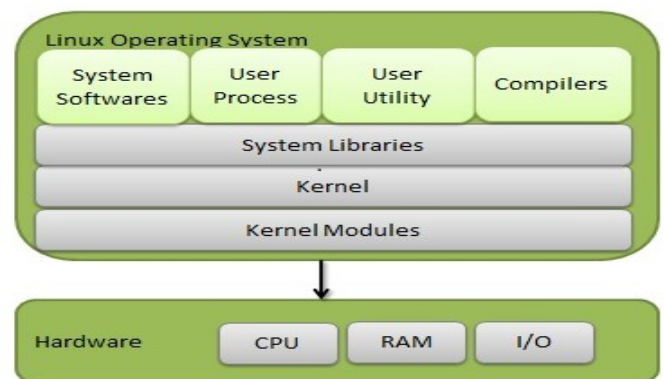 Linux Operating System
System
Softwares
User
Process
User
Utility
Compilers
System Libraries
Kernel
Kernel Modules
Hardware
CPU
RAM
I/O